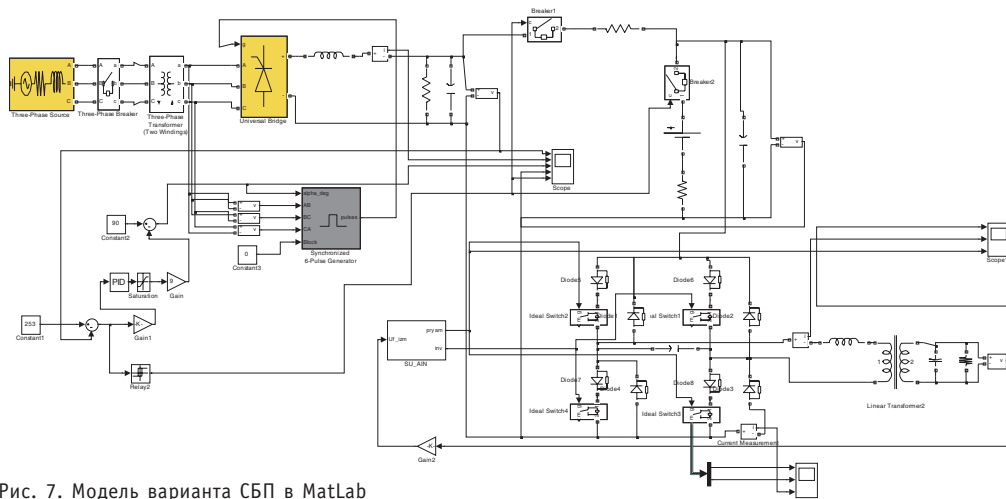 Breaker1
Breaker2
Three-Phase Source
Three-Phase Breaker
Three-Phase
Transformer
(Two Windings)
Universal Bridge
Scope
alpha_deg
AB
BC
CA
Block
pulses
Synchronized
6-Pulse Generator
90
Constant2
0
Constant3
PID
Saturation
9
Gain
253
Constant1
-K-
Gain1
Relay2
Uf_izm
pryam
inv
SU_AIN
-K-
Gain2
Diode6
Ideal Switch2
Diode2
Diode7
Diode4
Diode8
Diode3
Ideal Switch4
Ideal Switch3
Current Measurement
Linear Transformer2
Рис. 7. Модель варианта СБП в MatLab